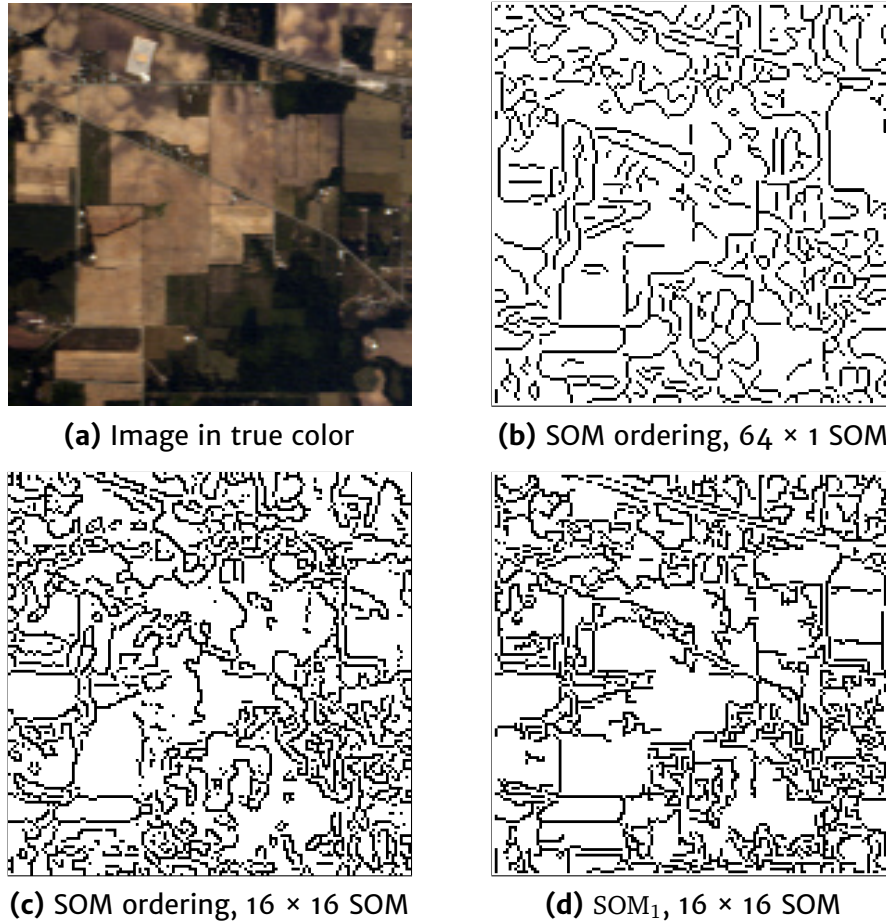 (a) Image in true color
(b) SOM ordering, 64 × 1 SOM
(c) SOM ordering, 16 × 16 SOM
(d) SOM₁, 16 × 16 SOM